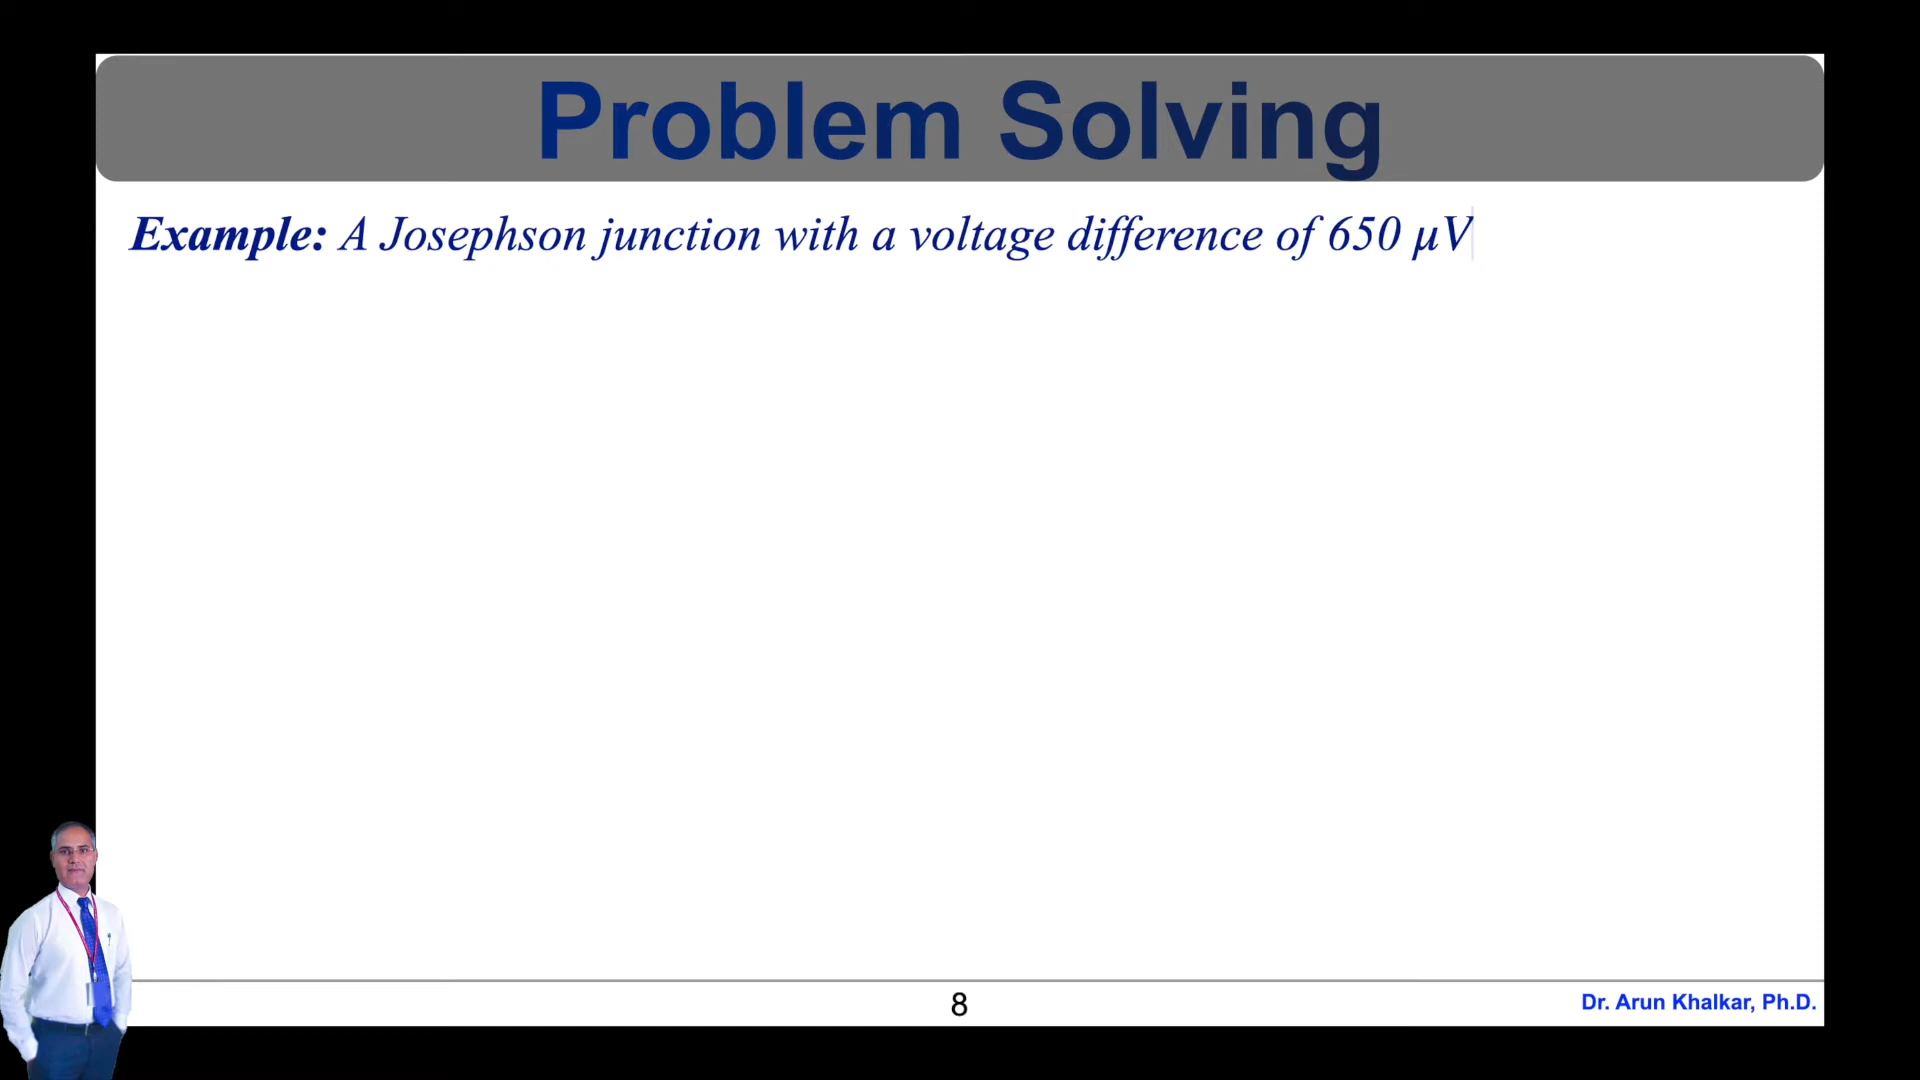 Problem Solving
Example: A Josephson junction with a voltage difference of 650 µV
8
Dr. Arun Khalkar, Ph.D.